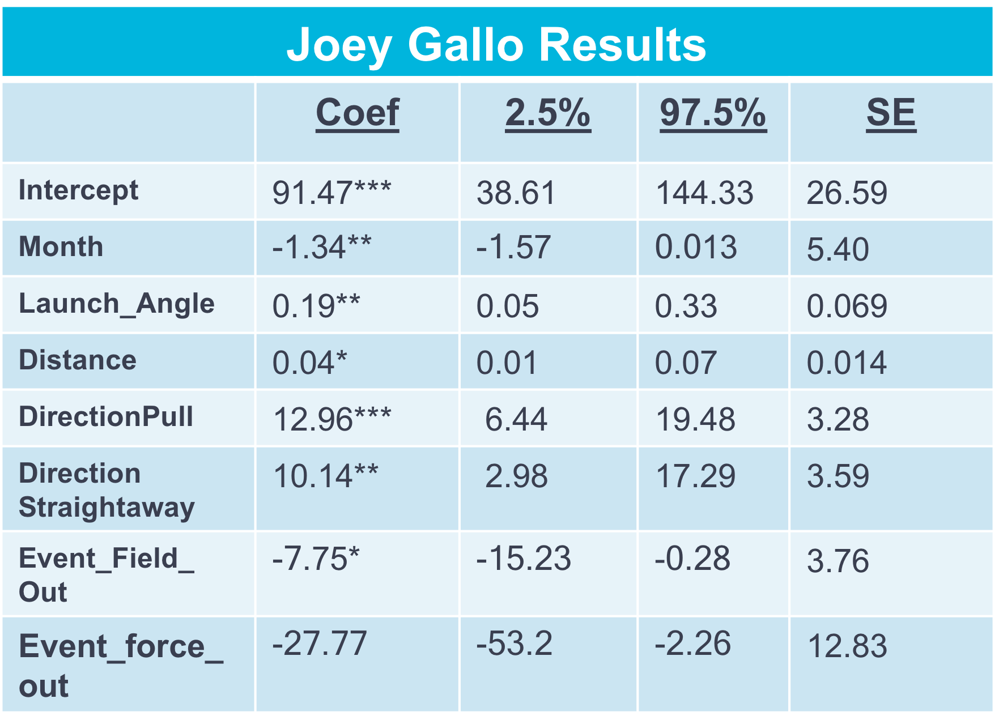 Joey Gallo Results
Coef 2.5% 97.5% SE
Intercept 91.47*** 38.61 144.33 26.59
Month -1.34** -1.57 0.013 5.40
Launch_Angle 0.19** 0.05 0.33 0.069
Distance 0.04* 0.01 0.07 0.014
DirectionPull 12.96*** 6.44 19.48 3.28
Direction 10.14** 2.98 17.29 3.59
Straightaway
Event_Field_ -7.75* -15.23 -0.28 3.76
Out
Event_force_ -27.77 -53.2 -2.26 12.83
out